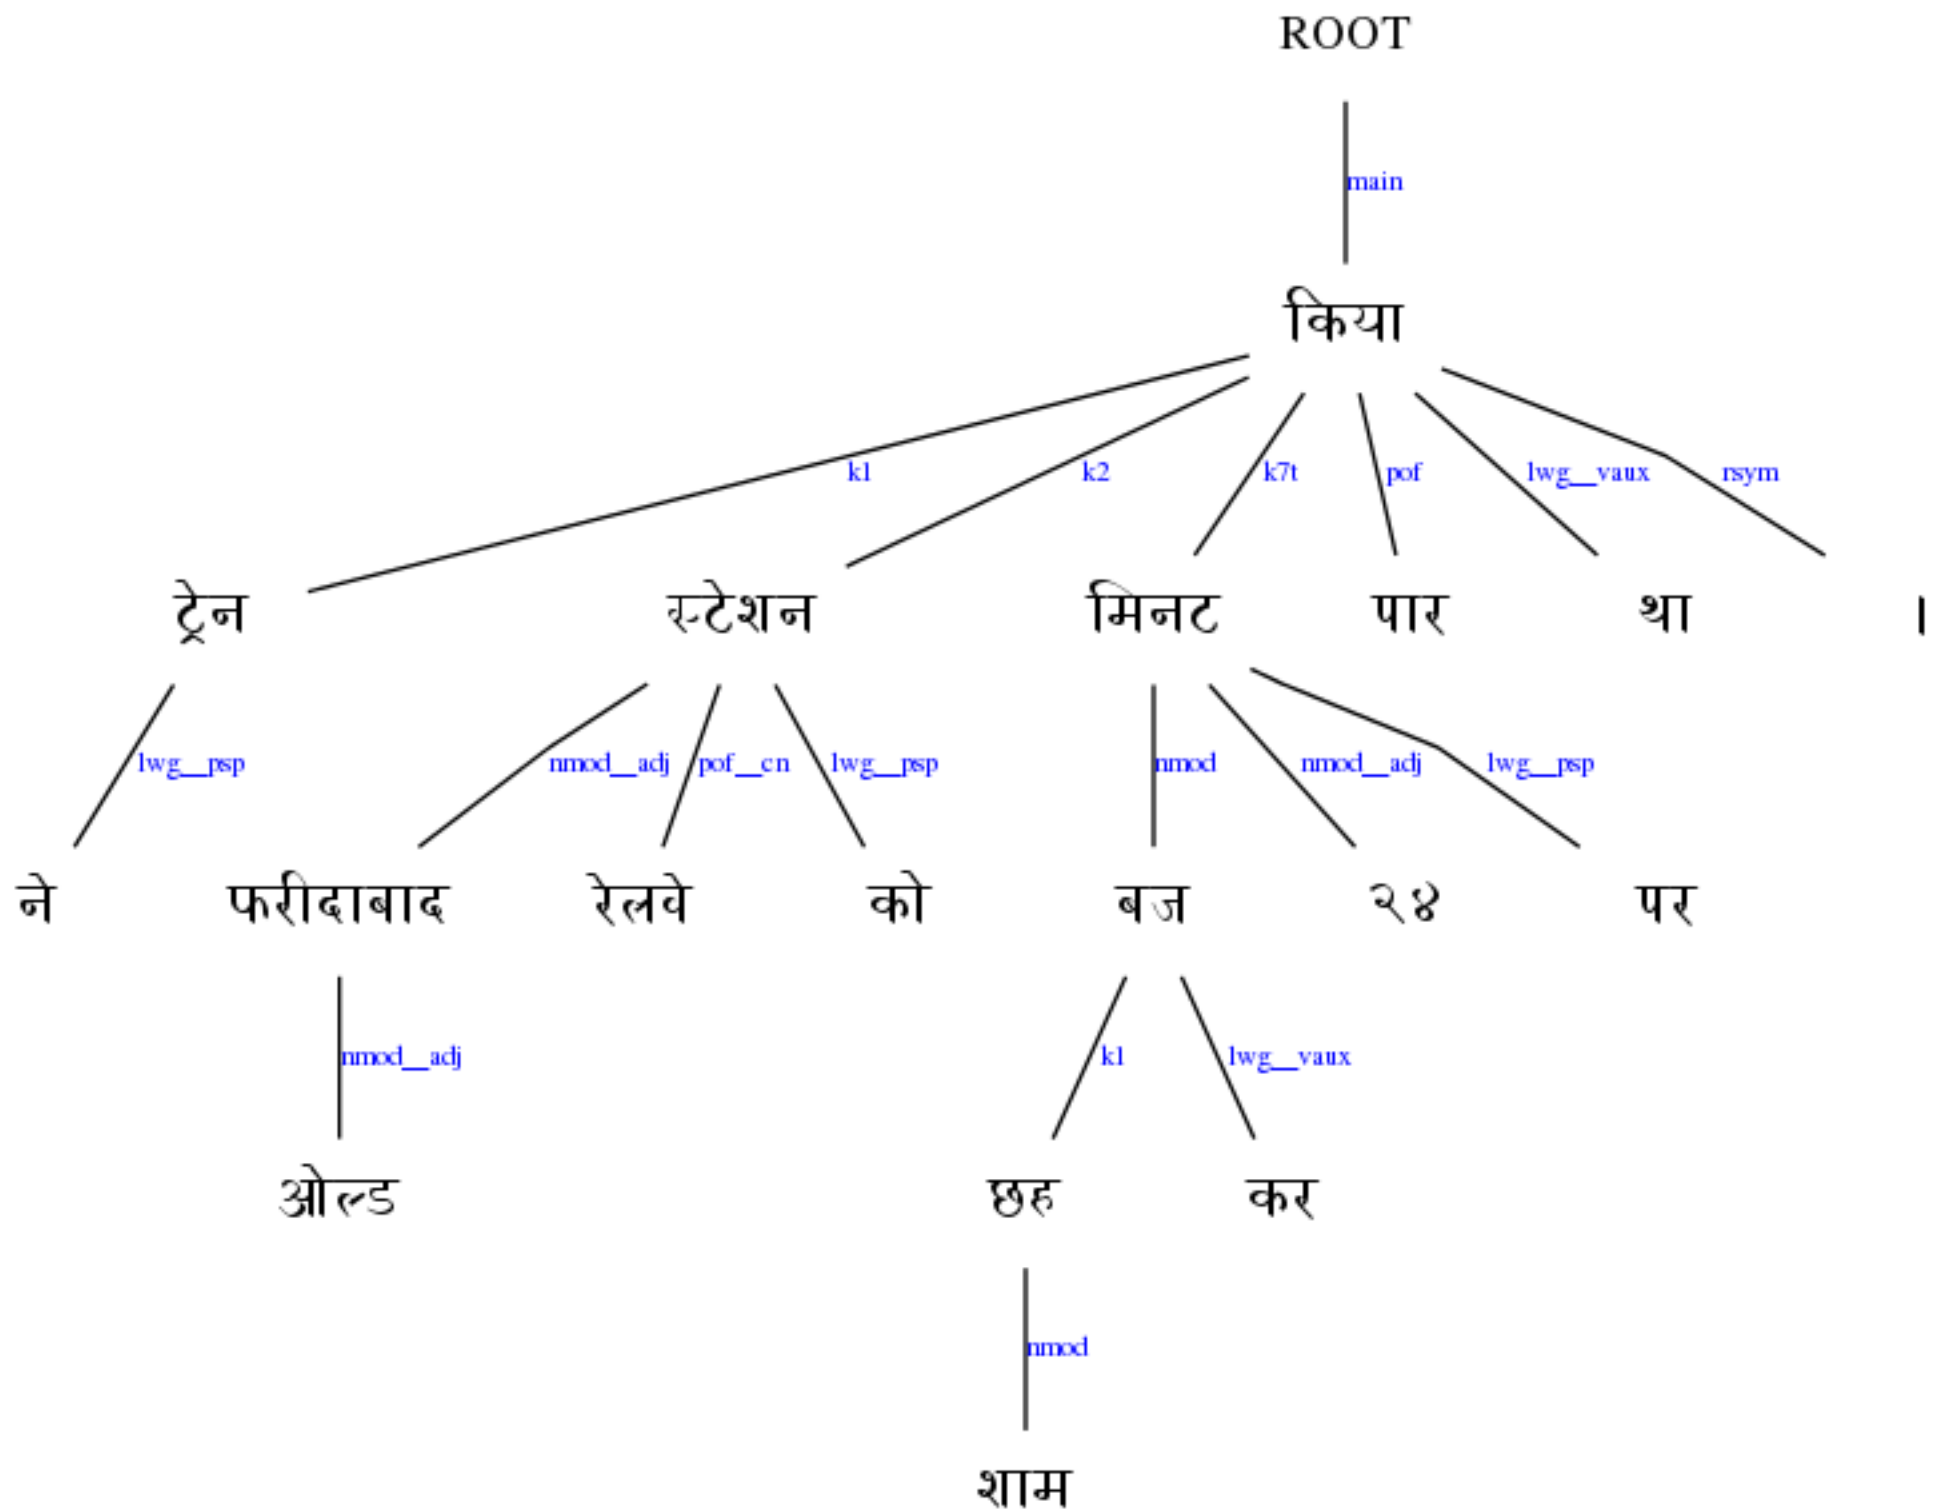 ROOT
main
किया
k1 k2 k7t pof lwg__vaux rsym
ट्रेन स्टेशन मिनट पार था ।
lwg__psp nmod__adj pof__cn lwg__psp nmod nmod__adj lwg__psp
ने फरीदाबाद रेलवे को बज २४ पर
nmod__adj k1 lwg__vaux
ओल्ड छह कर
nmod
शाम